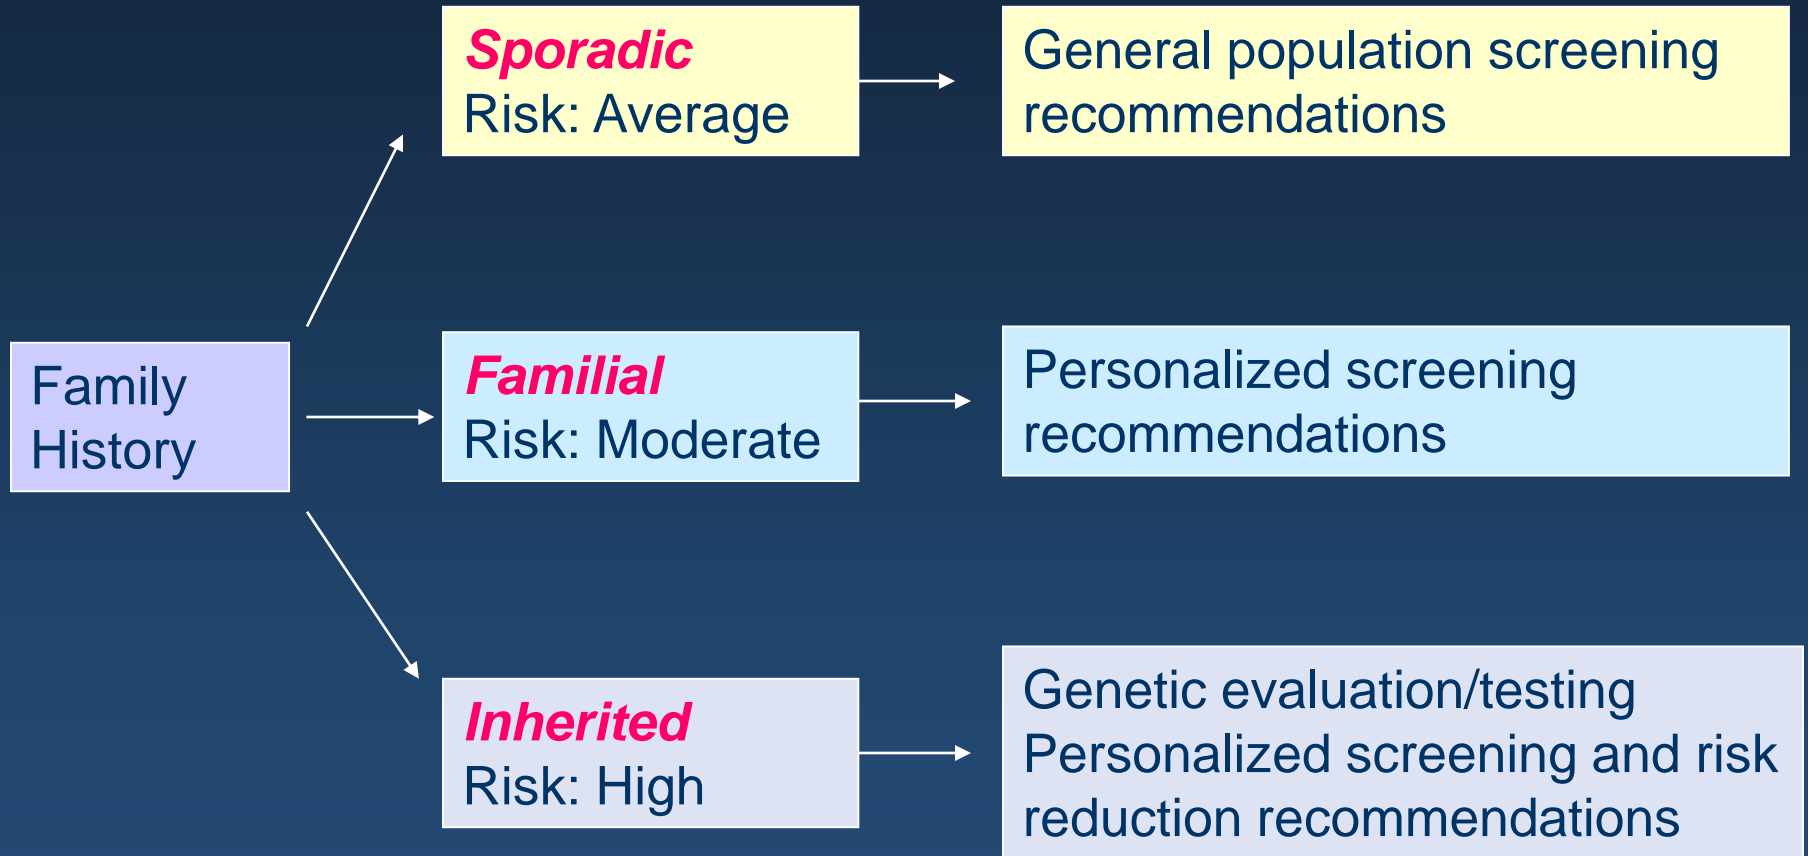 Sporadic
Risk: Average
General population screening
recommendations
Family
History
Familial
Risk: Moderate
Personalized screening
recommendations
Inherited
Risk: High
Genetic evaluation/testing
Personalized screening and risk
reduction recommendations